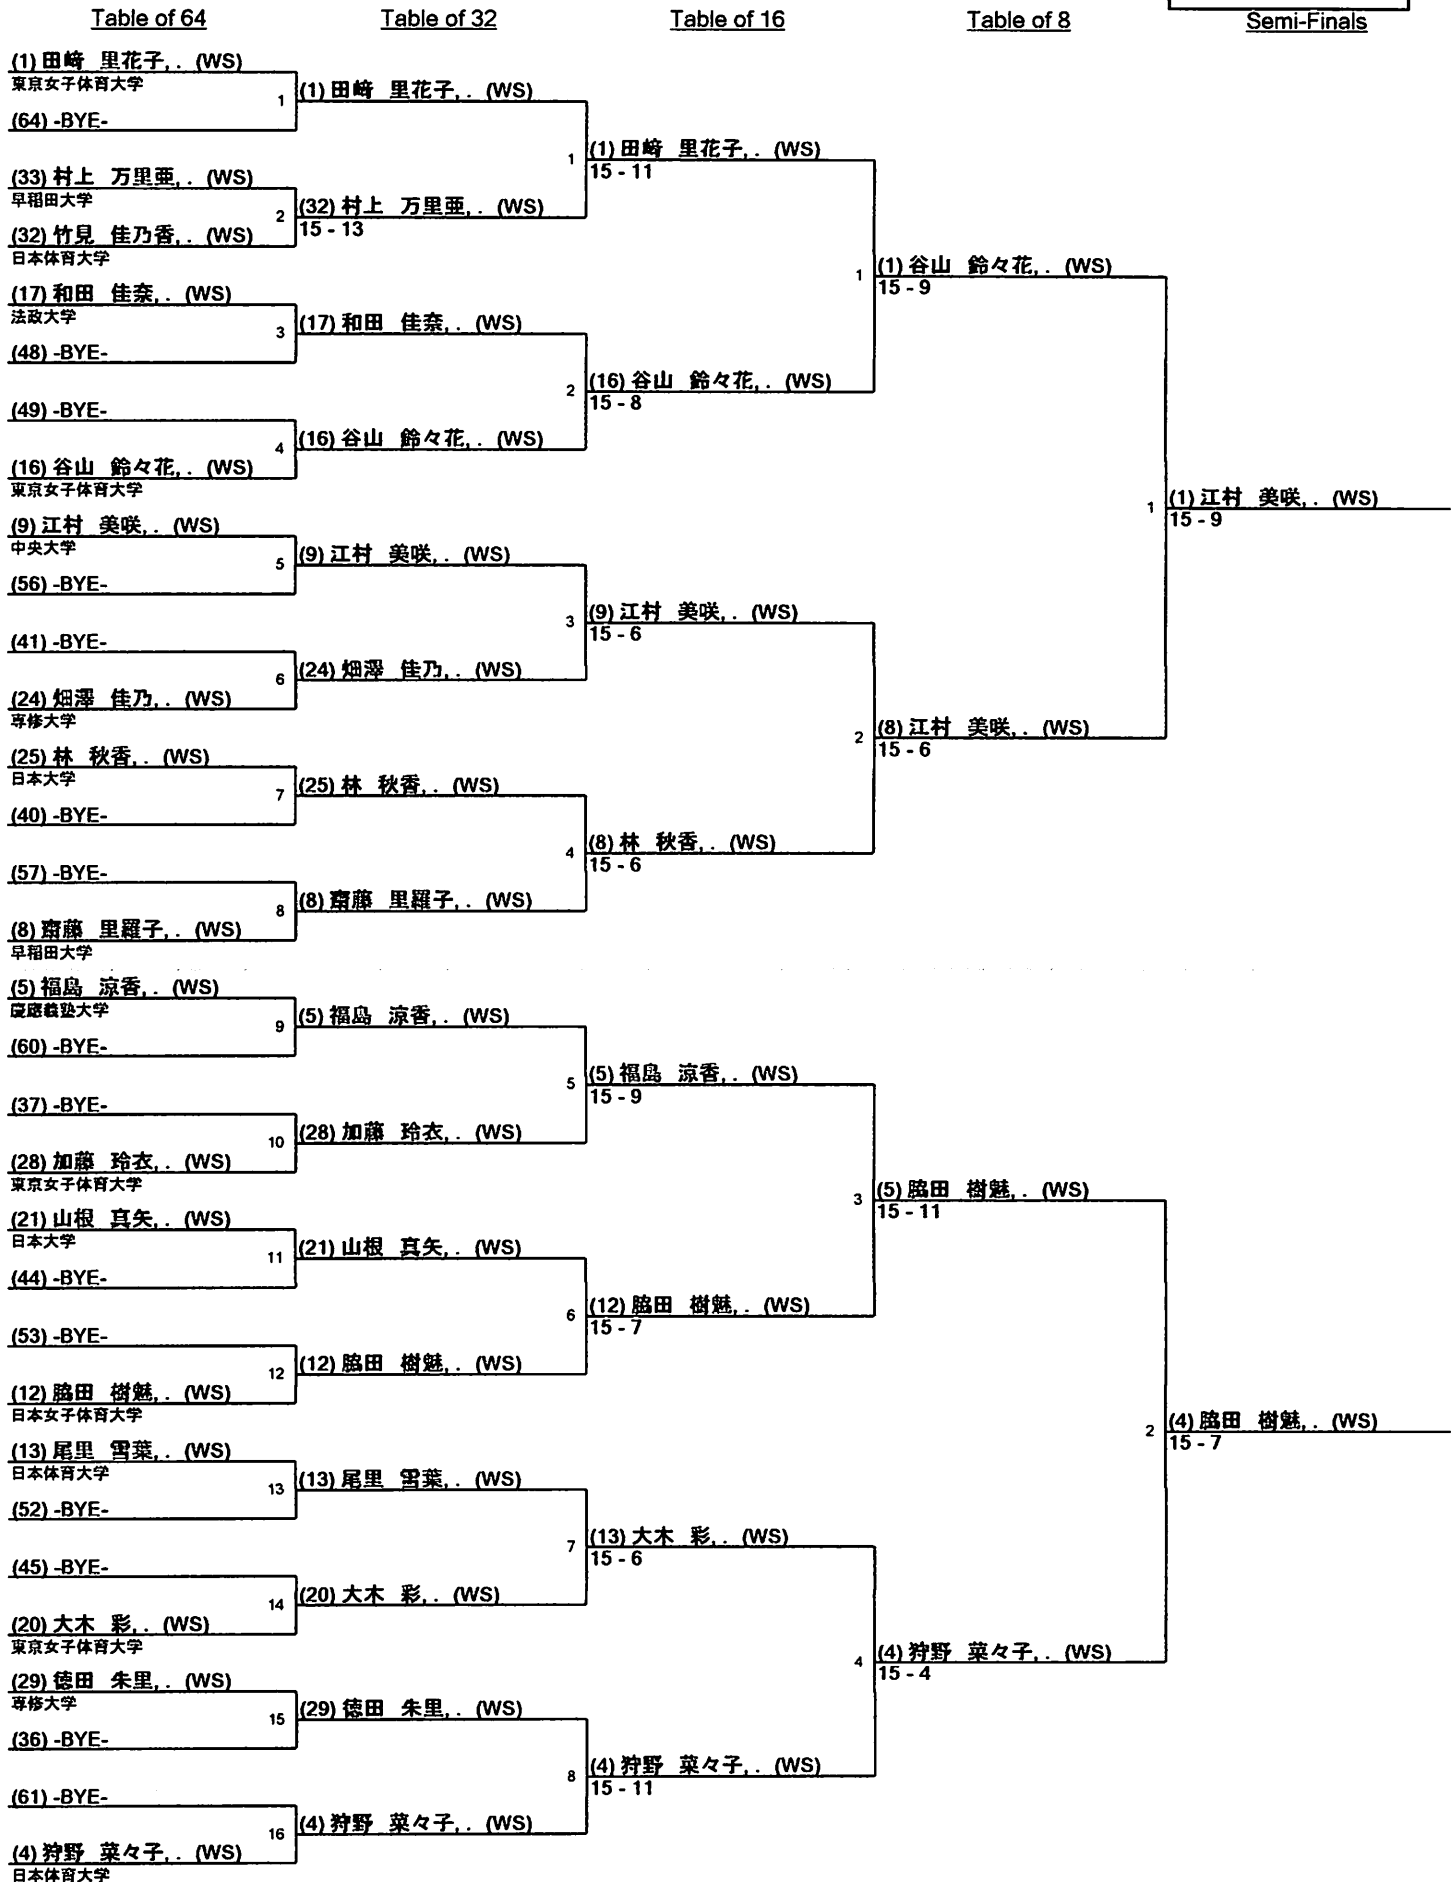 Table of 64
Table of 32
Table of 16
Table of 8
Semi-Finals
(1) 田﨑 里花子, . (WS)
東京女子体育大学
(64) -BYE-
(33) 村上 万里亜, . (WS)
早稲田大学
(32) 竹見 佳乃香, . (WS)
日本体育大学
(17) 和田 佳奈, . (WS)
法政大学
(48) -BYE-
(49) -BYE-
(16) 谷山 鈴々花, . (WS)
東京女子体育大学
(9) 江村 美咲, . (WS)
中央大学
(56) -BYE-
(41) -BYE-
(24) 畑澤 佳乃, . (WS)
専修大学
(25) 林 秋香, . (WS)
日本大学
(40) -BYE-
(57) -BYE-
(8) 齋藤 里羅子, . (WS)
早稲田大学
(5) 福島 涼香, . (WS)
慶應義塾大学
(60) -BYE-
(37) -BYE-
(28) 加藤 玲衣, . (WS)
東京女子体育大学
(21) 山根 真矢, . (WS)
日本大学
(44) -BYE-
(53) -BYE-
(12) 脇田 樹魅, . (WS)
日本女子体育大学
(13) 尾里 雪葉, . (WS)
日本体育大学
(52) -BYE-
(45) -BYE-
(20) 大木 彩, . (WS)
東京女子体育大学
(29) 徳田 朱里, . (WS)
専修大学
(36) -BYE-
(61) -BYE-
(4) 狩野 菜々子, . (WS)
日本体育大学
1 (1) 田﨑 里花子, . (WS)
2 (32) 村上 万里亜, . (WS)
15 - 13
3 (17) 和田 佳奈, . (WS)
4 (16) 谷山 鈴々花, . (WS)
5 (9) 江村 美咲, . (WS)
6 (24) 畑澤 佳乃, . (WS)
7 (25) 林 秋香, . (WS)
8 (8) 齋藤 里羅子, . (WS)
9 (5) 福島 涼香, . (WS)
10 (28) 加藤 玲衣, . (WS)
11 (21) 山根 真矢, . (WS)
12 (12) 脇田 樹魅, . (WS)
13 (13) 尾里 雪葉, . (WS)
14 (20) 大木 彩, . (WS)
15 (29) 徳田 朱里, . (WS)
16 (4) 狩野 菜々子, . (WS)
1 (1) 田﨑 里花子, . (WS)
15 - 11
2 (16) 谷山 鈴々花, . (WS)
15 - 8
3 (9) 江村 美咲, . (WS)
15 - 6
4 (8) 林 秋香, . (WS)
15 - 6
5 (5) 福島 涼香, . (WS)
15 - 9
6 (12) 脇田 樹魅, . (WS)
15 - 7
7 (13) 大木 彩, . (WS)
15 - 6
8 (4) 狩野 菜々子, . (WS)
15 - 11
1 (1) 谷山 鈴々花, . (WS)
15 - 9
2 (8) 江村 美咲, . (WS)
15 - 6
3 (5) 脇田 樹魅, . (WS)
15 - 11
4 (4) 狩野 菜々子, . (WS)
15 - 4
1 (1) 江村 美咲, . (WS)
15 - 9
2 (4) 脇田 樹魅, . (WS)
15 - 7